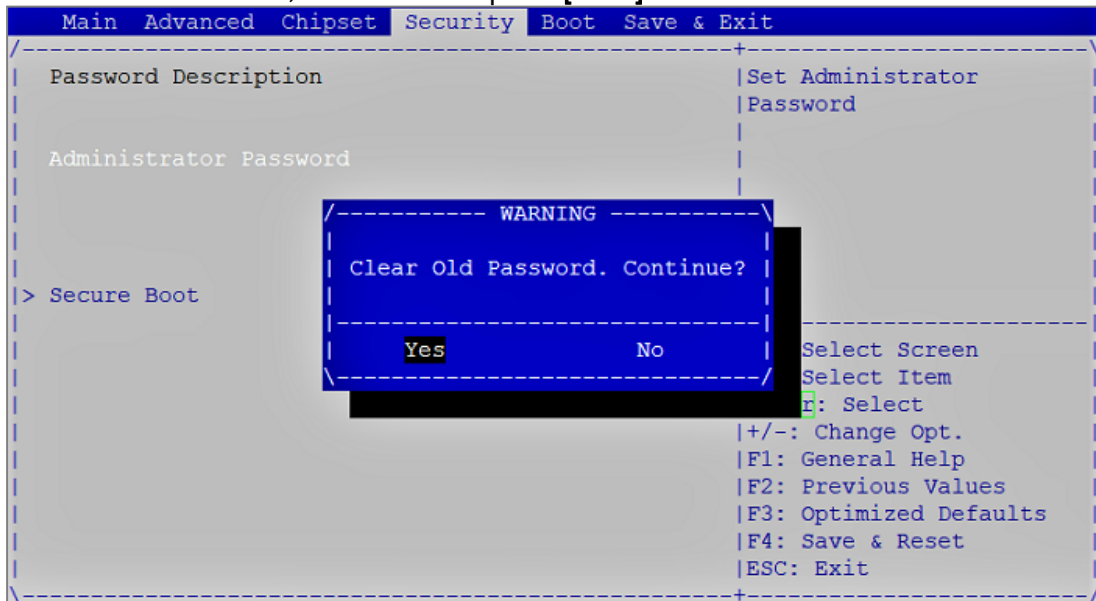 Main Advanced Chipset Security Boot Save & Exit
Password Description
Set Administrator
Password
Administrator Password
WARNING
Clear Old Password. Continue?
> Secure Boot
Yes No
Select Screen
Select Item
r: Select
+/-: Change Opt.
F1: General Help
F2: Previous Values
F3: Optimized Defaults
F4: Save & Reset
ESC: Exit